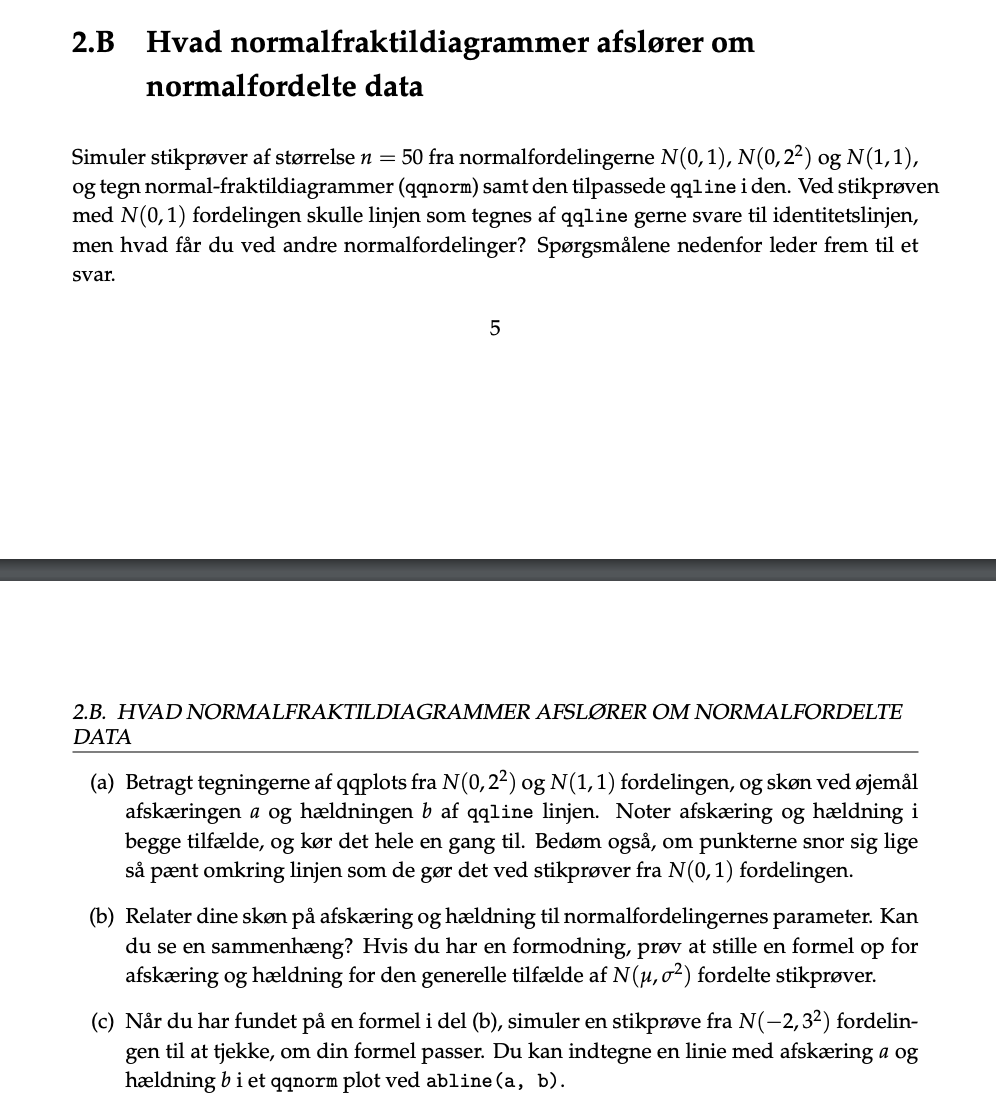 2.B Hvad normalfraktildiagrammer afslører om
normalfordelte data
Simuler stikprøver af størrelse n = 50 fra normalfordelingerne N(0, 1), N(0, 2²) og N(1, 1),
og tegn normal-fraktildiagrammer (qqnorm) samt den tilpassede qqline i den. Ved stikprøven
med N(0, 1) fordelingen skulle linjen som tegnes af qqline gerne svare til identitetslinjen,
men hvad får du ved andre normalfordelinger? Spørgsmålene nedenfor leder frem til et
svar.
5
2.B. HVAD NORMALFRAKTILDIAGRAMMER AFSLØRER OM NORMALFORDELTE
DATA
(a) Betragt tegningerne af qqplots fra N(0, 2²) og N(1, 1) fordelingen, og skøn ved øjemål
afskæringen a og hældningen b af qqline linjen. Noter afskæring og hældning i
begge tilfælde, og kør det hele en gang til. Bedøm også, om punkterne snor sig lige
så pænt omkring linjen som de gør det ved stikprøver fra N(0, 1) fordelingen.
(b) Relater dine skøn på afskæring og hældning til normalfordelingernes parameter. Kan
du se en sammenhæng? Hvis du har en formodning, prøv at stille en formel op for
afskæring og hældning for den generelle tilfælde af N(μ, σ²) fordelte stikprøver.
(c) Når du har fundet på en formel i del (b), simuler en stikprøve fra N(−2, 3²) fordelin-
gen til at tjekke, om din formel passer. Du kan indtegne en linie med afskæring a og
hældning b i et qqnorm plot ved abline(a, b).